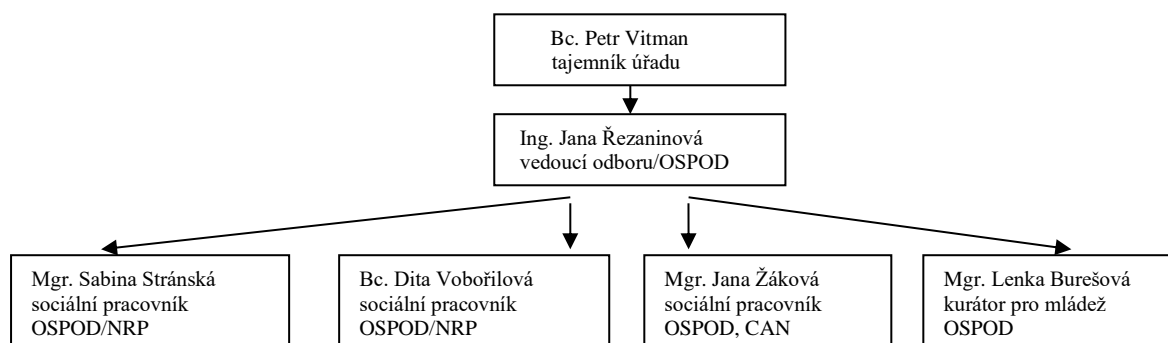 Bc. Petr Vitman
tajemník úřadu
Ing. Jana Řezaninová
vedoucí odboru/OSPOD
Mgr. Sabina Stránská
sociální pracovník
OSPOD/NRP
Bc. Dita Vobořilová
sociální pracovník
OSPOD/NRP
Mgr. Jana Žáková
sociální pracovník
OSPOD, CAN
Mgr. Lenka Burešová
kurátor pro mládež
OSPOD